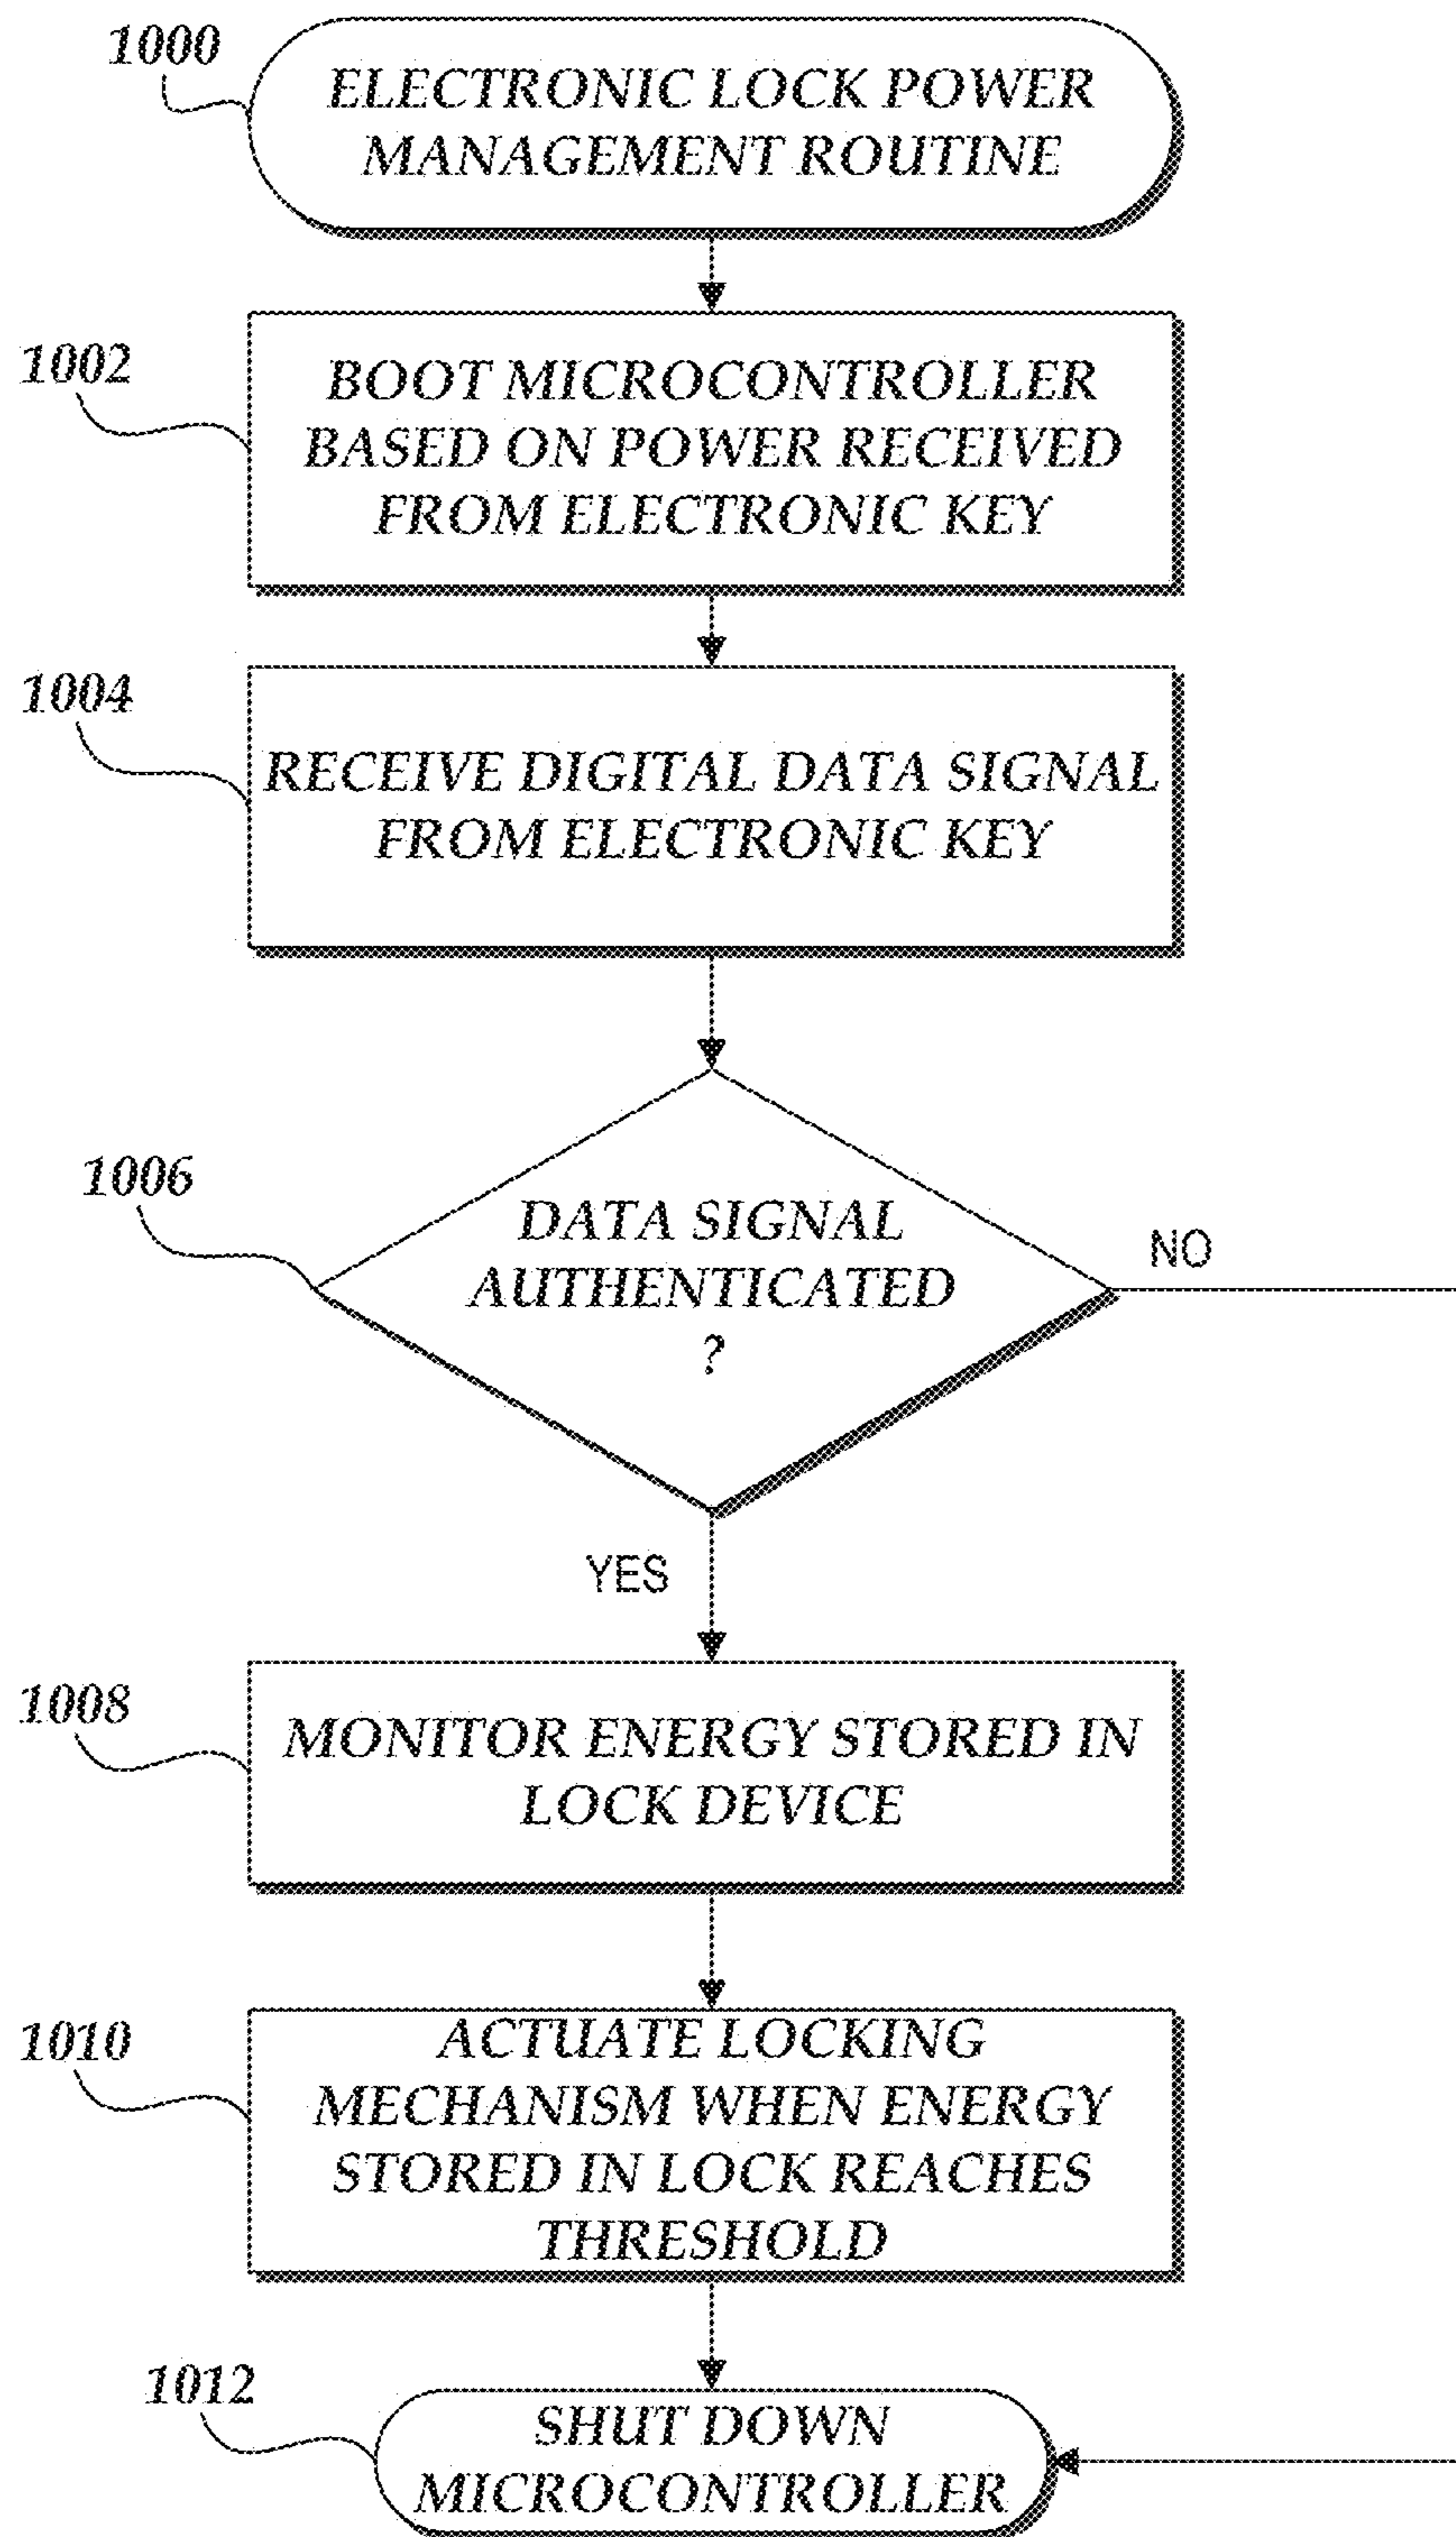 1000
ELECTRONIC LOCK POWER
MANAGEMENT ROUTINE
1002
BOOT MICROCONTROLLER
BASED ON POWER RECEIVED
FROM ELECTRONIC KEY
1004
RECEIVE DIGITAL DATA SIGNAL
FROM ELECTRONIC KEY
1006
DATA SIGNAL
AUTHENTICATED
?
NO
YES
1008
MONITOR ENERGY STORED IN
LOCK DEVICE
1010
ACTUATE LOCKING
MECHANISM WHEN ENERGY
STORED IN LOCK REACHES
THRESHOLD
1012
SHUT DOWN
MICROCONTROLLER